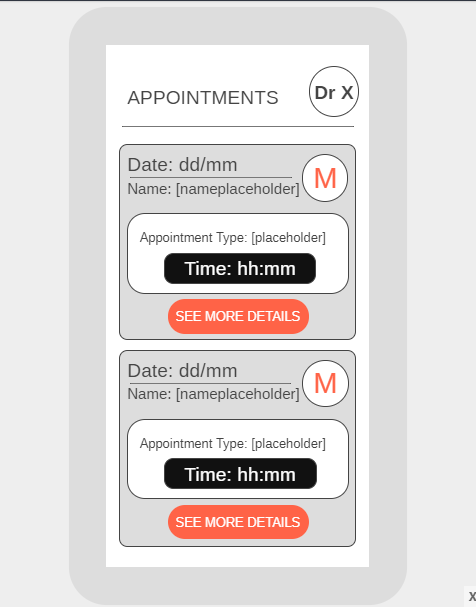 APPOINTMENTS
Dr X
Date: dd/mm
M
Name: [nameplaceholder]
Appointment Type: [placeholder]
Time: hh:mm
SEE MORE DETAILS
Date: dd/mm
M
Name: [nameplaceholder]
Appointment Type: [placeholder]
Time: hh:mm
SEE MORE DETAILS
x